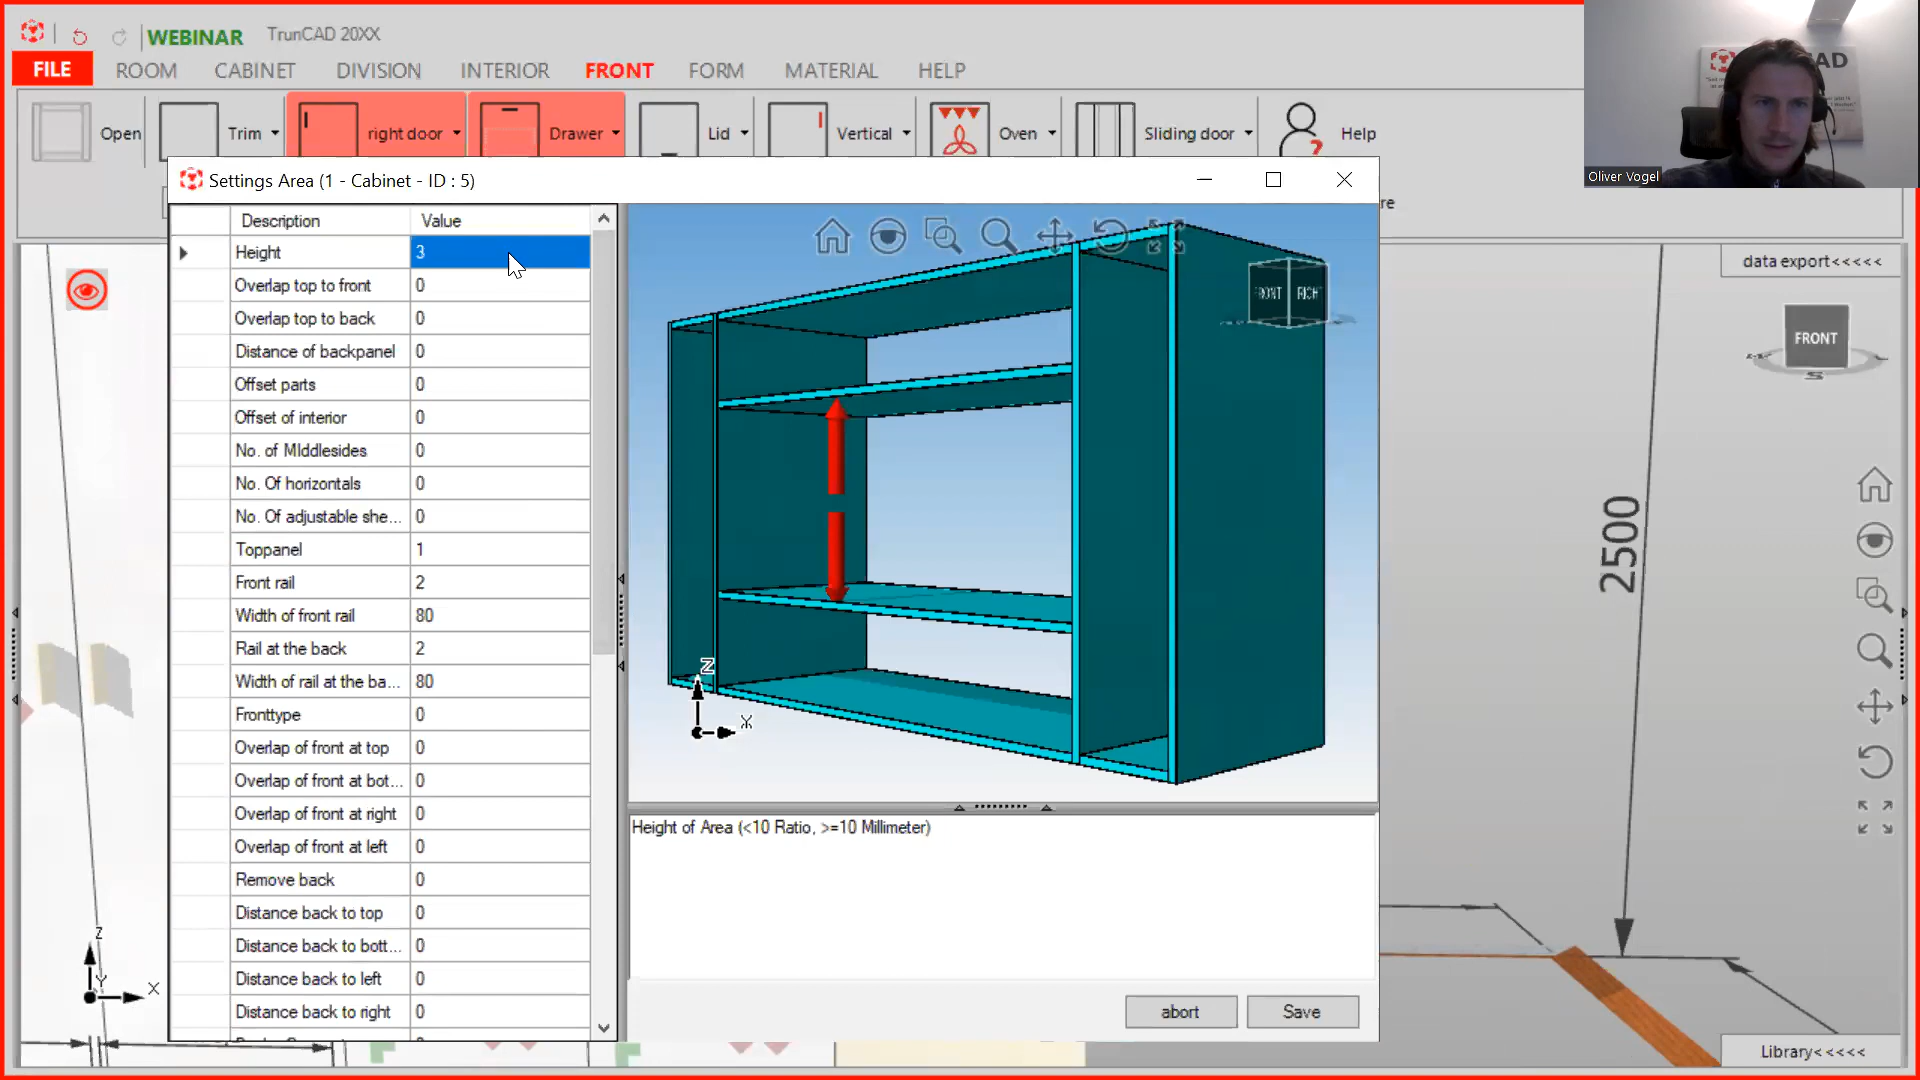 WEBINAR TrunCAD 20XX
FILE ROOM CABINET DIVISION INTERIOR FRONT FORM MATERIAL HELP
Open Trim right door Drawer Lid Vertical Oven Sliding door Help
AD
Oliver Vogel
Settings Area (1 - Cabinet - ID : 5)
re
Description Value
Height 3
Overlap top to front 0
Overlap top to back 0
Distance of backpanel 0
Offset parts 0
Offset of interior 0
No. of MIddlesides 0
No. Of horizontals 0
No. Of adjustable she... 0
Toppanel 1
Front rail 2
Width of front rail 80
Rail at the back 2
Width of rail at the ba... 80
Fronttype 0
Overlap of front at top 0
Overlap of front at bot... 0
Overlap of front at right 0
Overlap of front at left 0
Remove back 0
Distance back to top 0
Distance back to bott... 0
Distance back to left 0
Distance back to right 0
FRONT RIGHT
Z
X
Height of Area (<10 Ratio, >=10 Millimeter)
abort Save
data export<<<<<
FRONT
S
2500
Z
Y
X
Library<<<<<